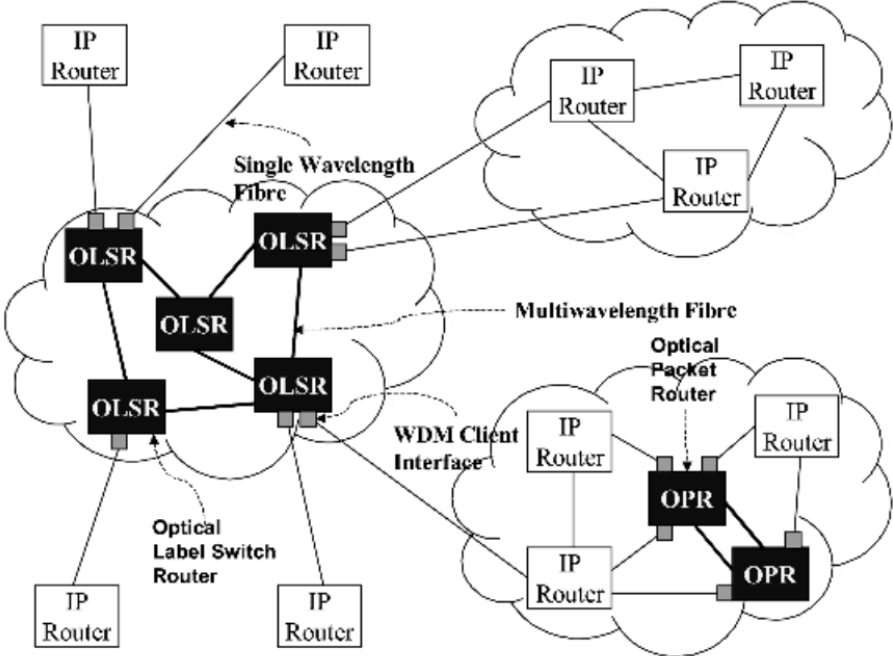 IP
Router
IP
Router
IP
Router
IP
Router
IP
Router
Single Wavelength
Fibre
OLSR
OLSR
OLSR
OLSR
OLSR
Multiwavelength Fibre
Optical
Packet
Router
WDM Client
Interface
IP
Router
IP
Router
OPR
OPR
IP
Router
Optical
Label Switch
Router
IP
Router
IP
Router